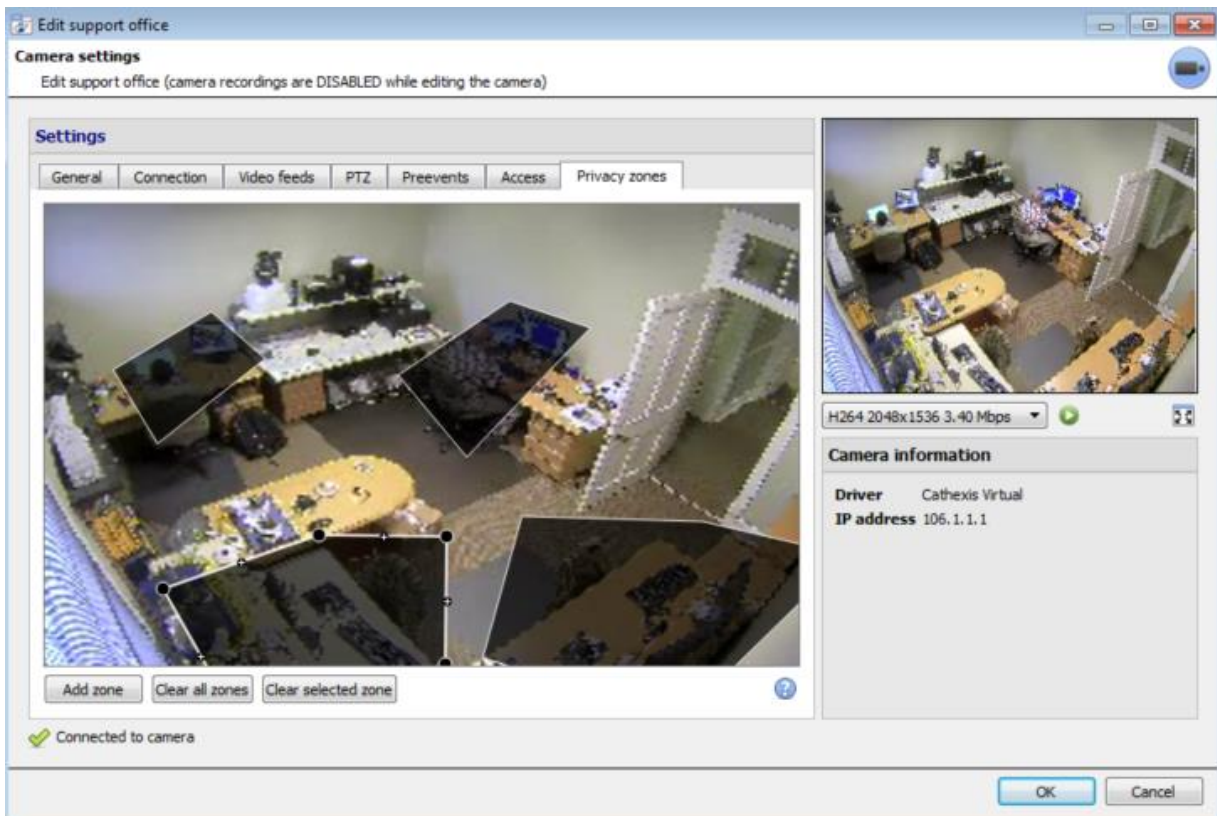 Edit support office
Camera settings
Edit support office (camera recordings are DISABLED while editing the camera)
Settings
General Connection Video feeds PTZ Preevents Access Privacy zones
Add zone Clear all zones Clear selected zone
Connected to camera
H264 2048x1536 3.40 Mbps
Camera information
Driver Cathexis Virtual
IP address 106.1.1.1
OK Cancel